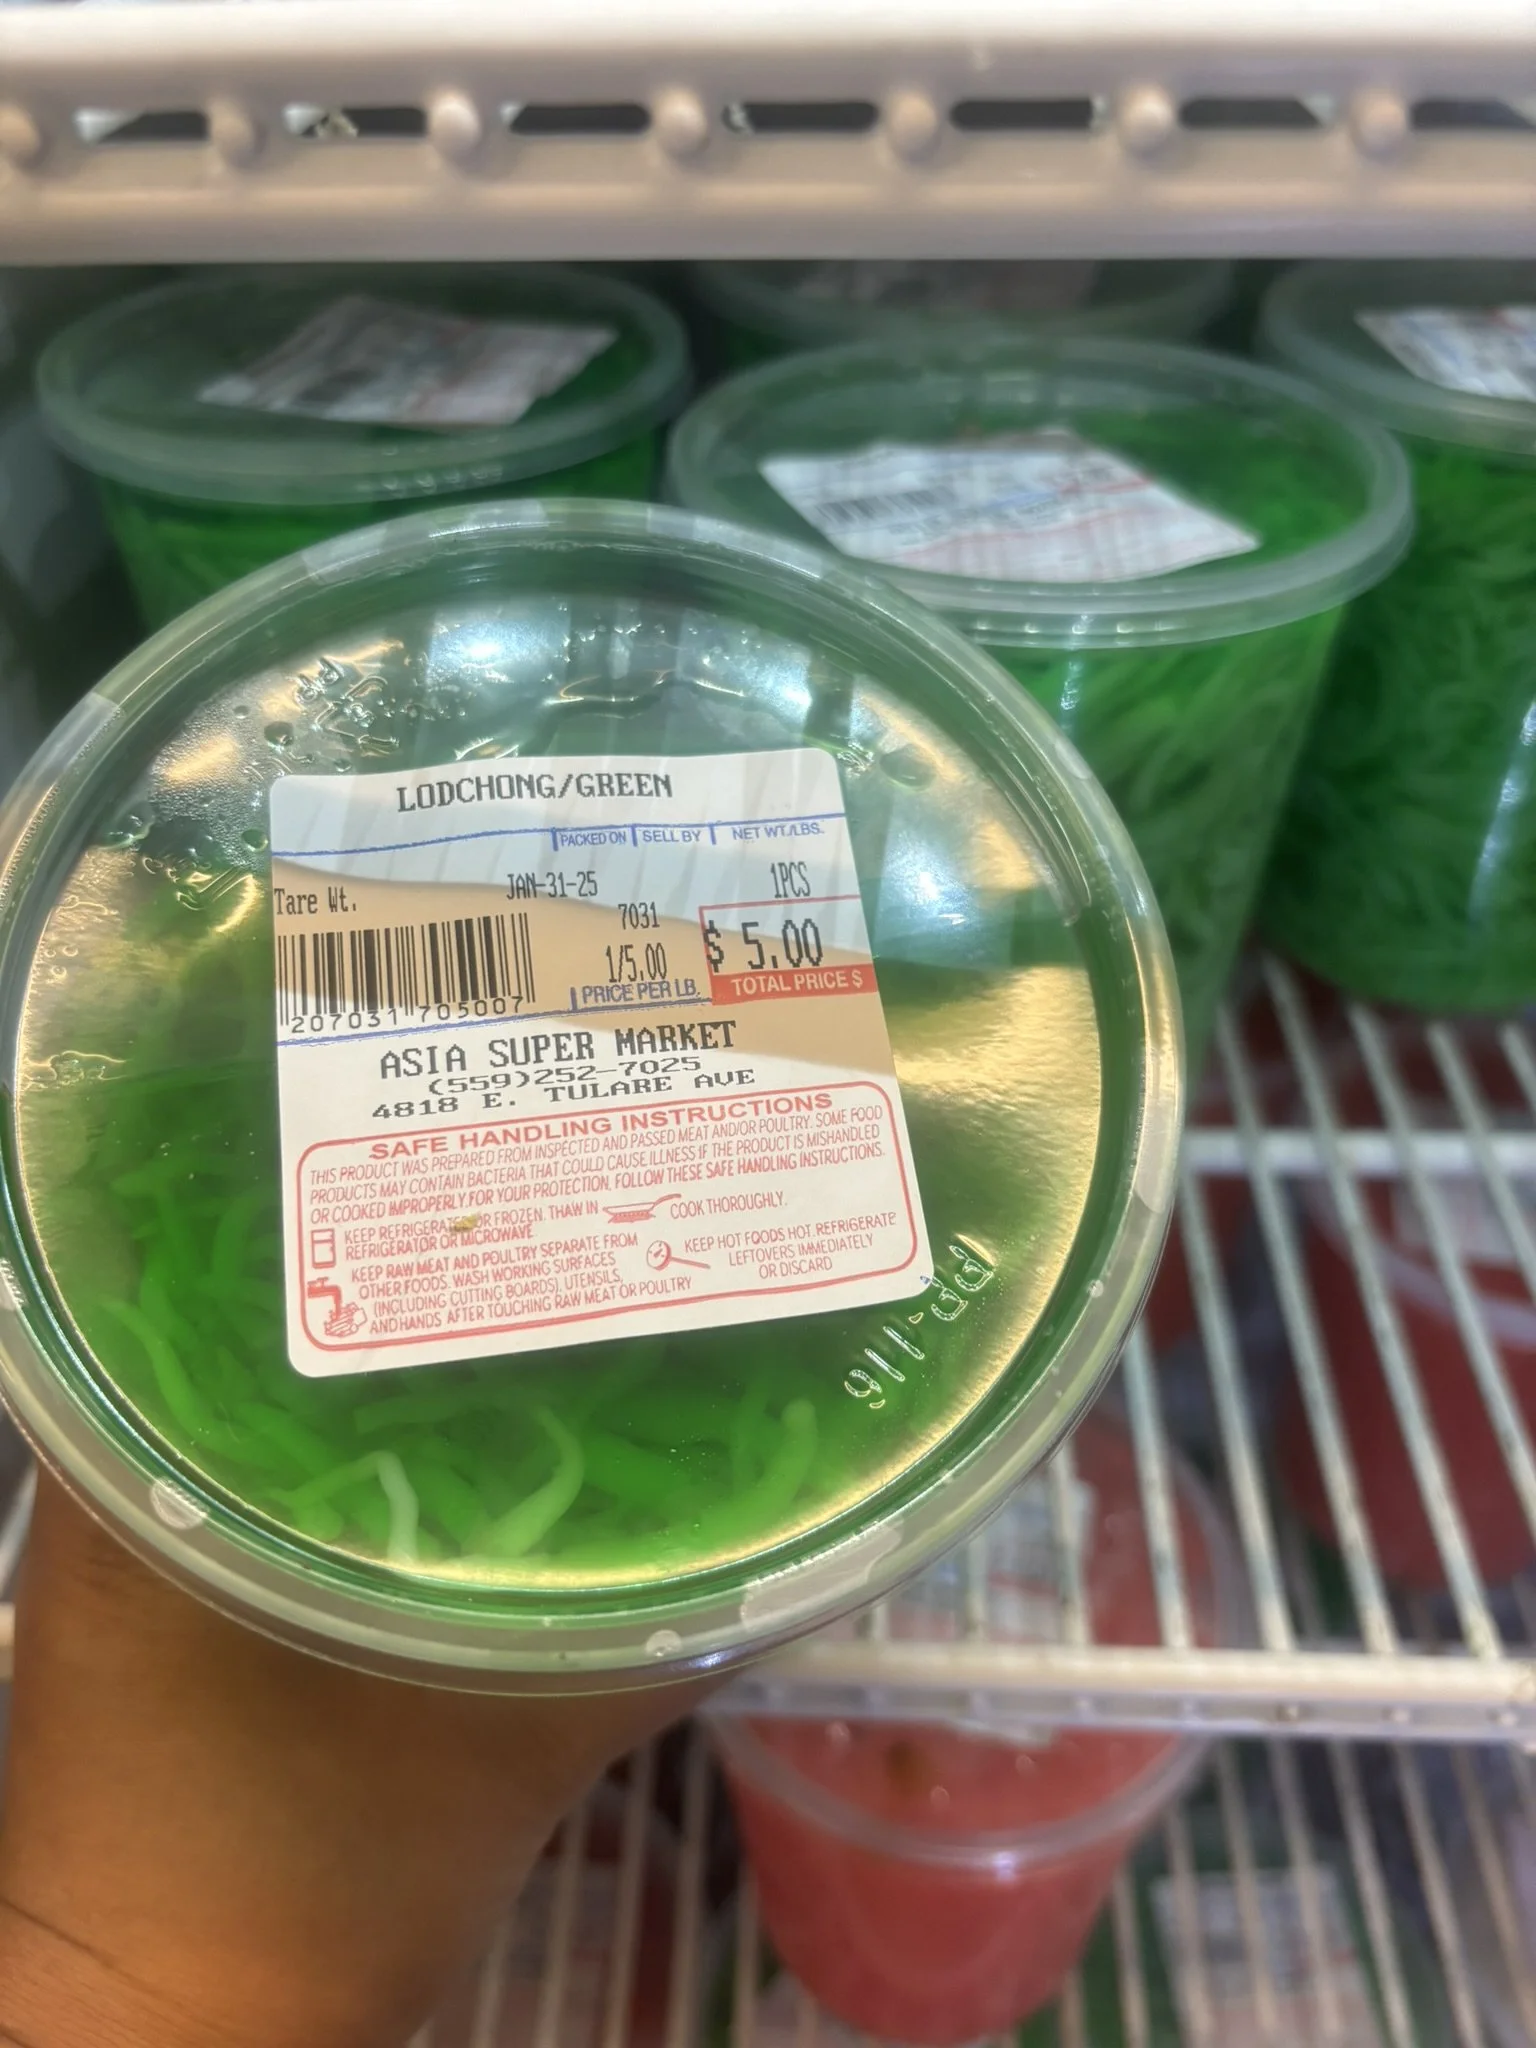 LODCHONG/GREEN
PACKED ON SELL BY NET WT./LBS.
Tare Wt. JAN-31-25 1PCS
7031
1/5.00 $ 5.00
PRICE PER LB. TOTAL PRICE $
207031 705007
ASIA SUPER MARKET
(559)252-7025
4818 E. TULARE AVE
SAFE HANDLING INSTRUCTIONS
THIS PRODUCT WAS PREPARED FROM INSPECTED AND PASSED MEAT AND/OR POULTRY. SOME FOOD
PRODUCTS MAY CONTAIN BACTERIA THAT COULD CAUSE ILLNESS IF THE PRODUCT IS MISHANDLED
OR COOKED IMPROPERLY. FOR YOUR PROTECTION, FOLLOW THESE SAFE HANDLING INSTRUCTIONS.
KEEP REFRIGERATED OR FROZEN. THAW IN
REFRIGERATOR OR MICROWAVE.
COOK THOROUGHLY.
KEEP RAW MEAT AND POULTRY SEPARATE FROM
OTHER FOODS. WASH WORKING SURFACES
(INCLUDING CUTTING BOARDS), UTENSILS,
AND HANDS AFTER TOUCHING RAW MEAT OR POULTRY
KEEP HOT FOODS HOT. REFRIGERATE
LEFTOVERS IMMEDIATELY
OR DISCARD
PP-116